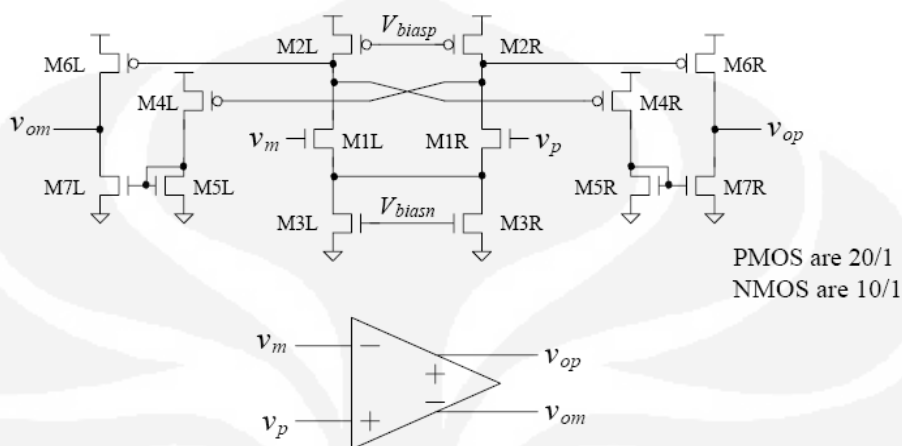 V_biasp
M2L M2R
M6L M6R
M4L M4R
v_om v_m M1L M1R v_p v_op
M7L M5L V_biasn M5R M7R
M3L M3R
PMOS are 20/1
NMOS are 10/1
v_m − v_op
+
−
v_p + v_om